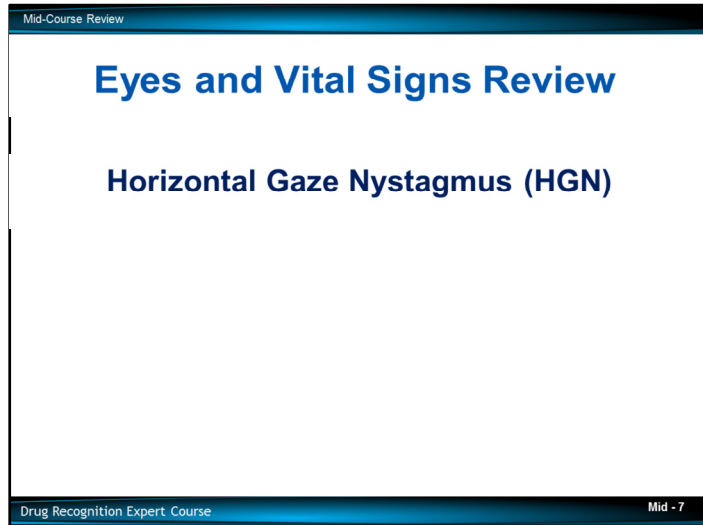 Mid-Course Review
Eyes and Vital Signs Review
Horizontal Gaze Nystagmus (HGN)
Drug Recognition Expert Course
Mid - 7